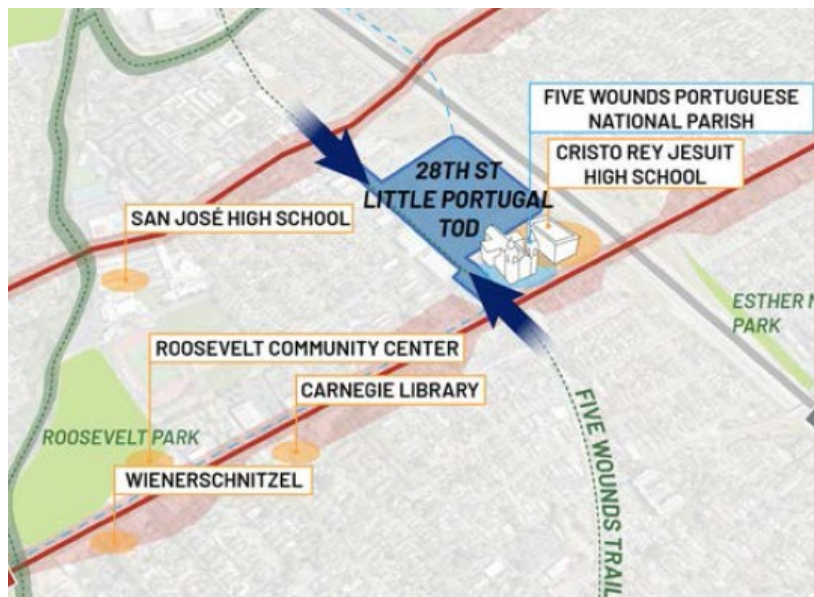 FIVE WOUNDS PORTUGUESE
NATIONAL PARISH
CRISTO REY JESUIT
HIGH SCHOOL
28TH ST
LITTLE PORTUGAL
TOD
SAN JOSÉ HIGH SCHOOL
ESTHER
PARK
ROOSEVELT COMMUNITY CENTER
CARNEGIE LIBRARY
ROOSEVELT PARK
WIENERSCHNITZEL
FIVE WOUNDS TRAIL